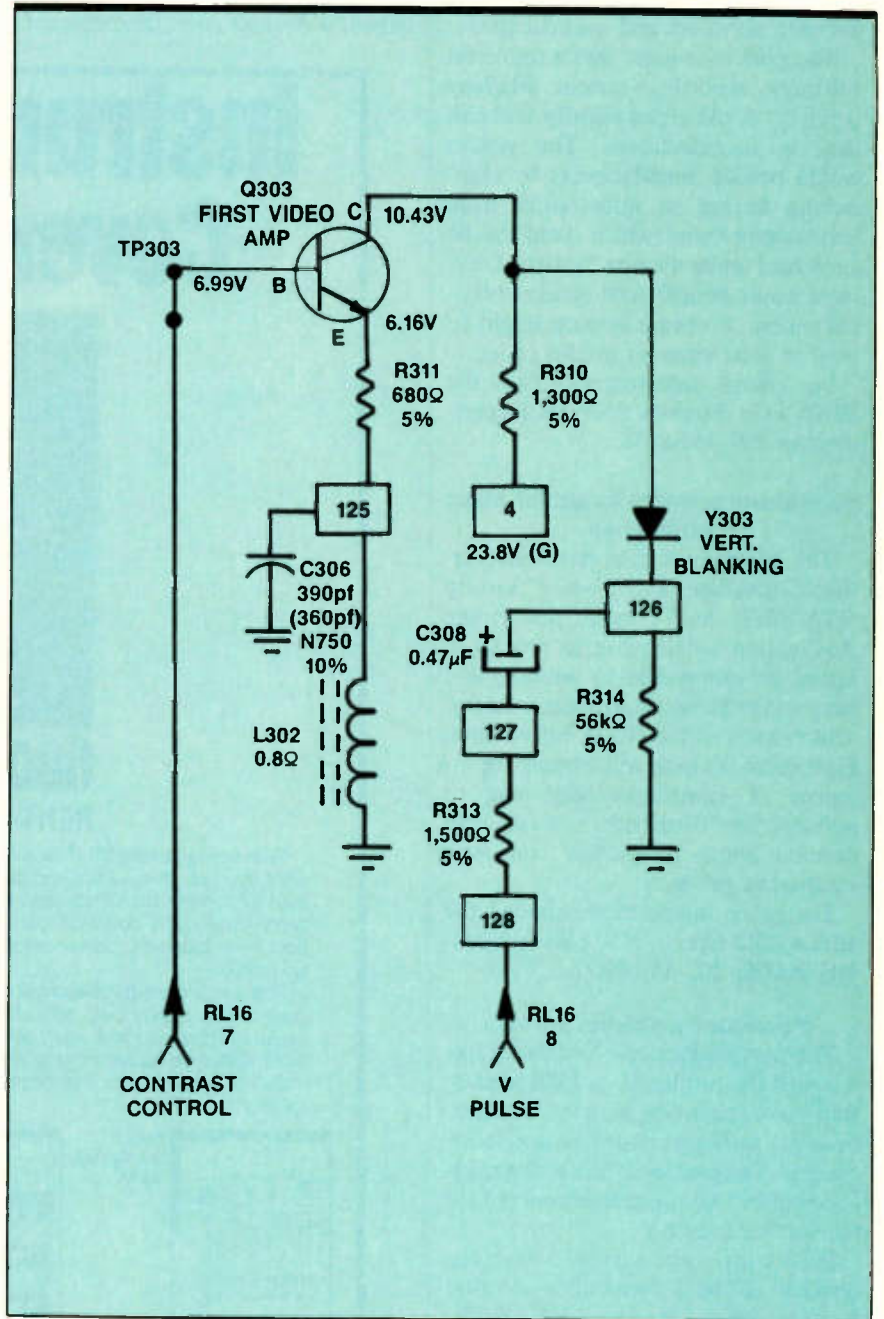 Q303
FIRST VIDEO
AMP
C
10.43V
TP303
6.99V
B
E
6.16V
R311
680Ω
5%
R310
1,300Ω
5%
125
4
23.8V (G)
Y303
VERT.
BLANKING
C306
390pf
(360pf)
N750
10%
126
C308
0.47μF
+
L302
0.8Ω
127
R314
56kΩ
5%
R313
1,500Ω
5%
128
RL16
7
RL16
8
CONTRAST
CONTROL
V
PULSE